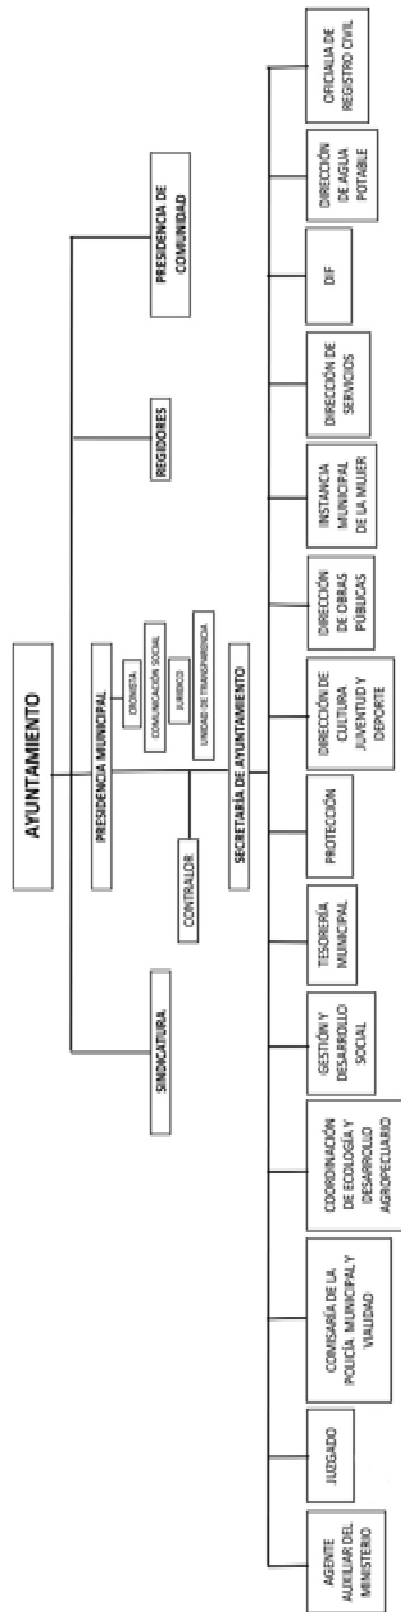 AYUNTAMIENTO
SINDICATURA
PRESIDENCIA MUNICIPAL
REGIDORES
PRESIDENCIA DE
COMUNIDAD
CRONISTA
COMUNICACIÓN SOCIAL
JURIDICO
UNIDAD DE TRANSPARENCIA
CONTRALOR
SECRETARÍA DE AYUNTAMIENTO
AGENTE
AUXILIAR DEL
MINISTERIO
JUZGADO
COMISARÍA DE LA
POLICÍA MUNICIPAL Y
VIALIDAD
COORDINACIÓN
DE ECOLOGÍA Y
DESARROLLO
AGROPECUARIO
GESTIÓN Y
DESARROLLO
SOCIAL
TESORERÍA
MUNICIPAL
PROTECCIÓN
DIRECCIÓN DE
CULTURA
JUVENTUD Y
DEPORTE
DIRECCIÓN
DE OBRAS
PÚBLICAS
INSTANCIA
MUNICIPAL
DE LA MUJER
DIRECCIÓN DE
SERVICIOS
DIF
DIRECCIÓN
DE AGUA
POTABLE
OFICIALIA DE
REGISTRO CIVIL